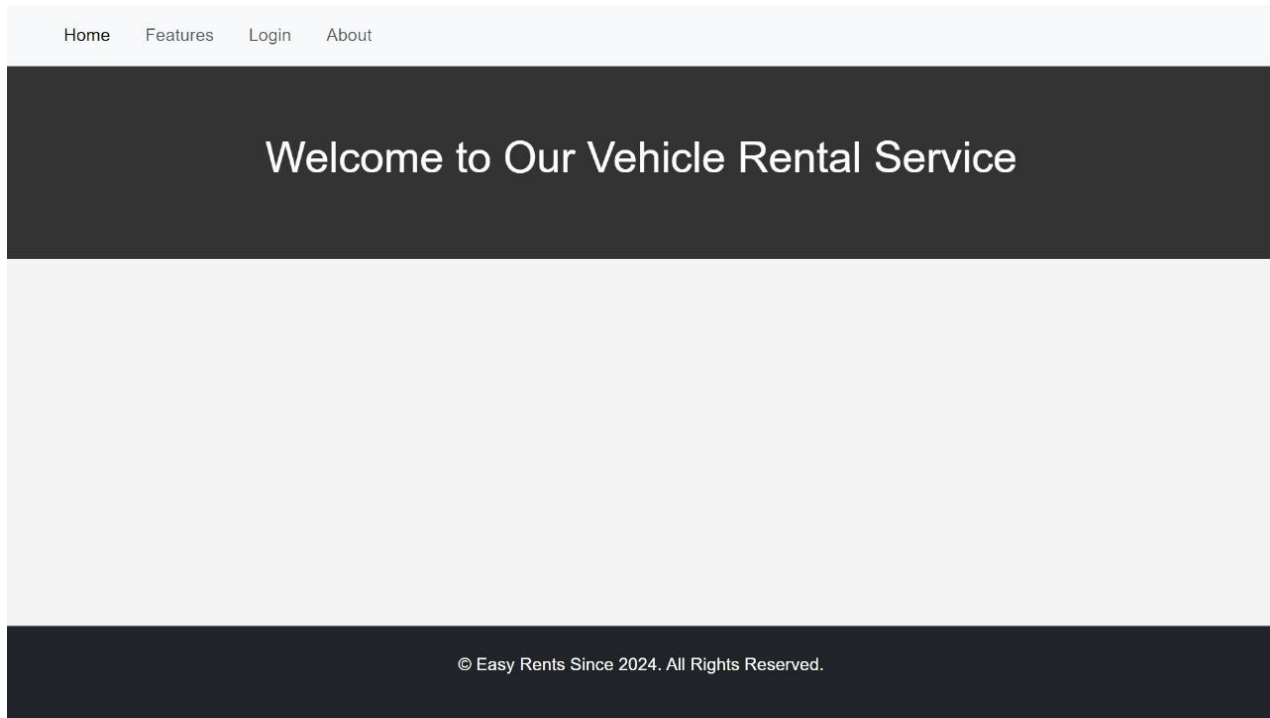 Home Features Login About
Welcome to Our Vehicle Rental Service
© Easy Rents Since 2024. All Rights Reserved.